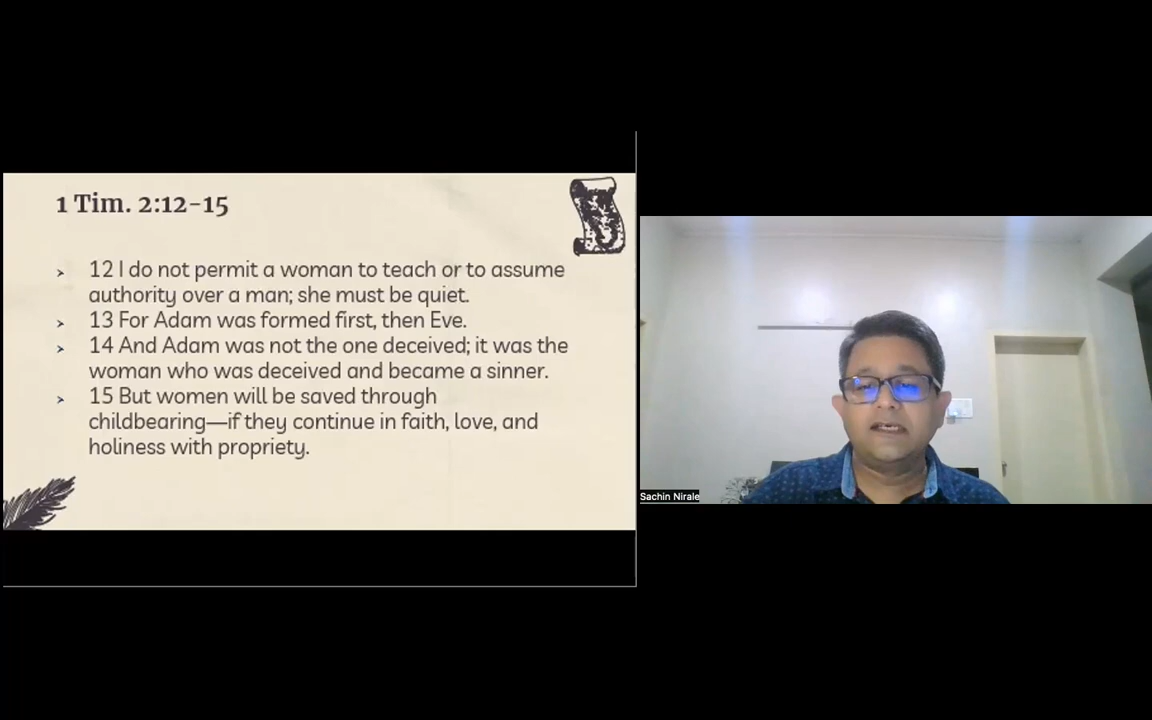 1 Tim. 2:12-15
12 I do not permit a woman to teach or to assume
authority over a man; she must be quiet.
13 For Adam was formed first, then Eve.
14 And Adam was not the one deceived; it was the
woman who was deceived and became a sinner.
15 But women will be saved through
childbearing—if they continue in faith, love, and
holiness with propriety.
Sachin Nirale